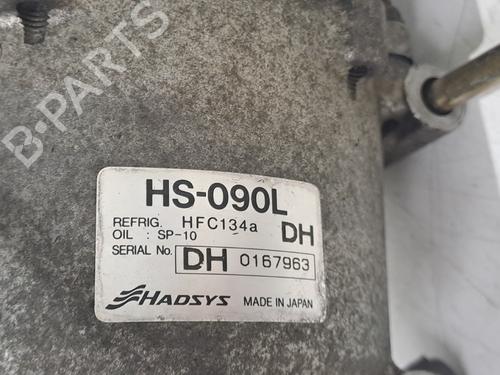 HS-090L
REFRIG. HFC134a DH
OIL : SP-10
SERIAL No. DH 0167963
HADSYS MADE IN JAPAN
B-PARTS